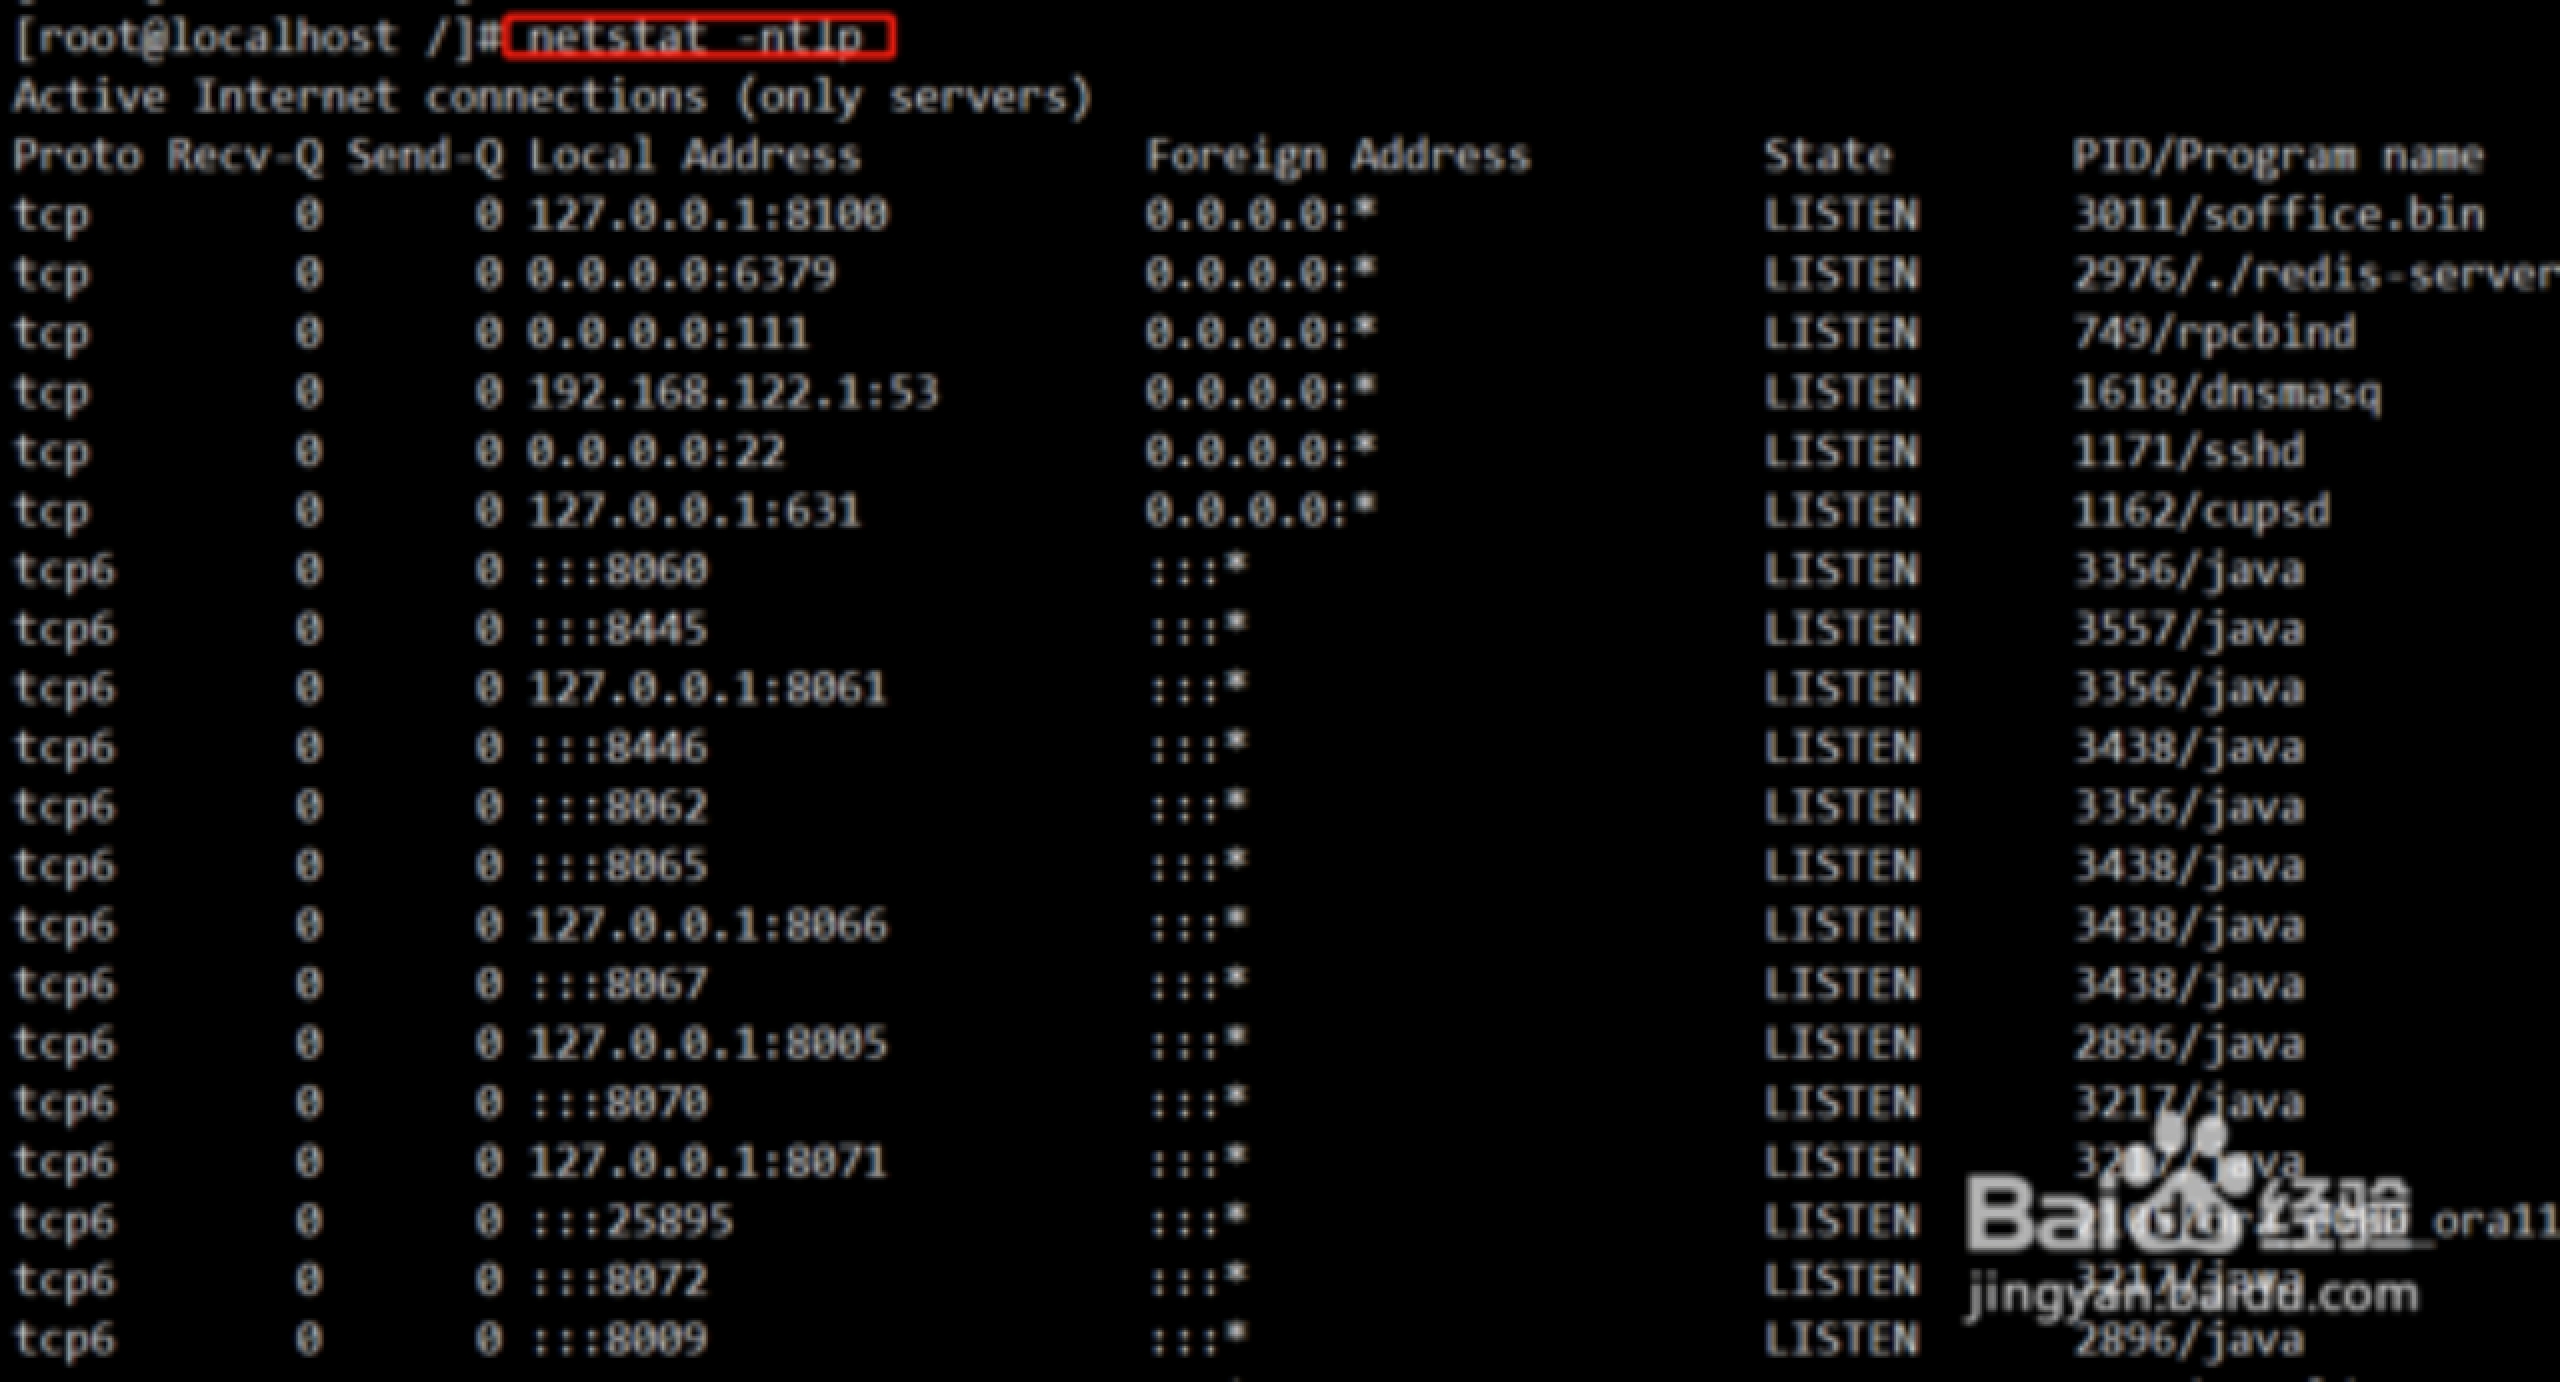 [root@localhost /]# netstat -ntlp
Active Internet connections (only servers)
Proto Recv-Q Send-Q Local Address Foreign Address State PID/Program name
tcp 0 0 127.0.0.1:8100 0.0.0.0:* LISTEN 3011/soffice.bin
tcp 0 0 0.0.0.0:6379 0.0.0.0:* LISTEN 2976/./redis-server
tcp 0 0 0.0.0.0:111 0.0.0.0:* LISTEN 749/rpcbind
tcp 0 0 192.168.122.1:53 0.0.0.0:* LISTEN 1618/dnsmasq
tcp 0 0 0.0.0.0:22 0.0.0.0:* LISTEN 1171/sshd
tcp 0 0 127.0.0.1:631 0.0.0.0:* LISTEN 1162/cupsd
tcp6 0 0 :::8060 :::* LISTEN 3356/java
tcp6 0 0 :::8445 :::* LISTEN 3557/java
tcp6 0 0 127.0.0.1:8061 :::* LISTEN 3356/java
tcp6 0 0 :::8446 :::* LISTEN 3438/java
tcp6 0 0 :::8062 :::* LISTEN 3356/java
tcp6 0 0 :::8065 :::* LISTEN 3438/java
tcp6 0 0 127.0.0.1:8066 :::* LISTEN 3438/java
tcp6 0 0 :::8067 :::* LISTEN 3438/java
tcp6 0 0 127.0.0.1:8005 :::* LISTEN 2896/java
tcp6 0 0 :::8070 :::* LISTEN 3217/java
tcp6 0 0 127.0.0.1:8071 :::* LISTEN
tcp6 0 0 :::25895 :::* LISTEN
tcp6 0 0 :::8072 :::* LISTEN 3217/java
tcp6 0 0 :::8009 :::* LISTEN 2896/java
Bai 经验
jingyan.baidu.com